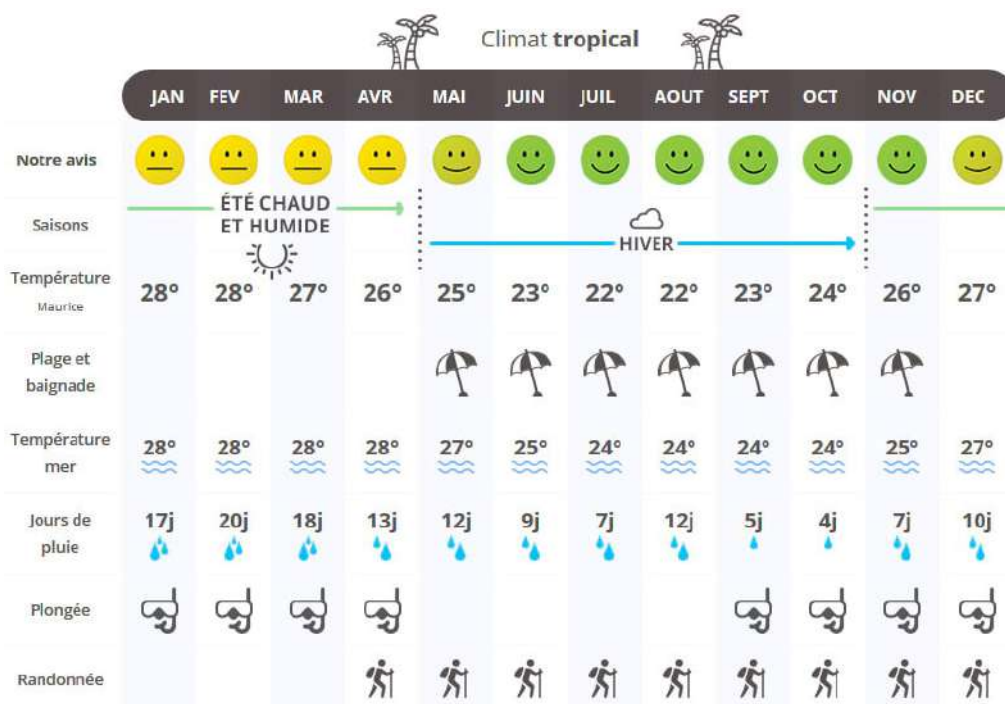 Climat tropical
JAN FEV MAR AVR MAI JUIN JUIL AOUT SEPT OCT NOV DEC
Notre avis
Saisons
ÉTÉ CHAUD
ET HUMIDE
HIVER
Température
Maurice
28° 28° 27° 26° 25° 23° 22° 22° 23° 24° 26° 27°
Plage et
baignade
Température
mer
28° 28° 28° 28° 27° 25° 24° 24° 24° 24° 25° 27°
Jours de
pluie
17j 20j 18j 13j 12j 9j 7j 12j 5j 4j 7j 10j
Plongée
Randonnée